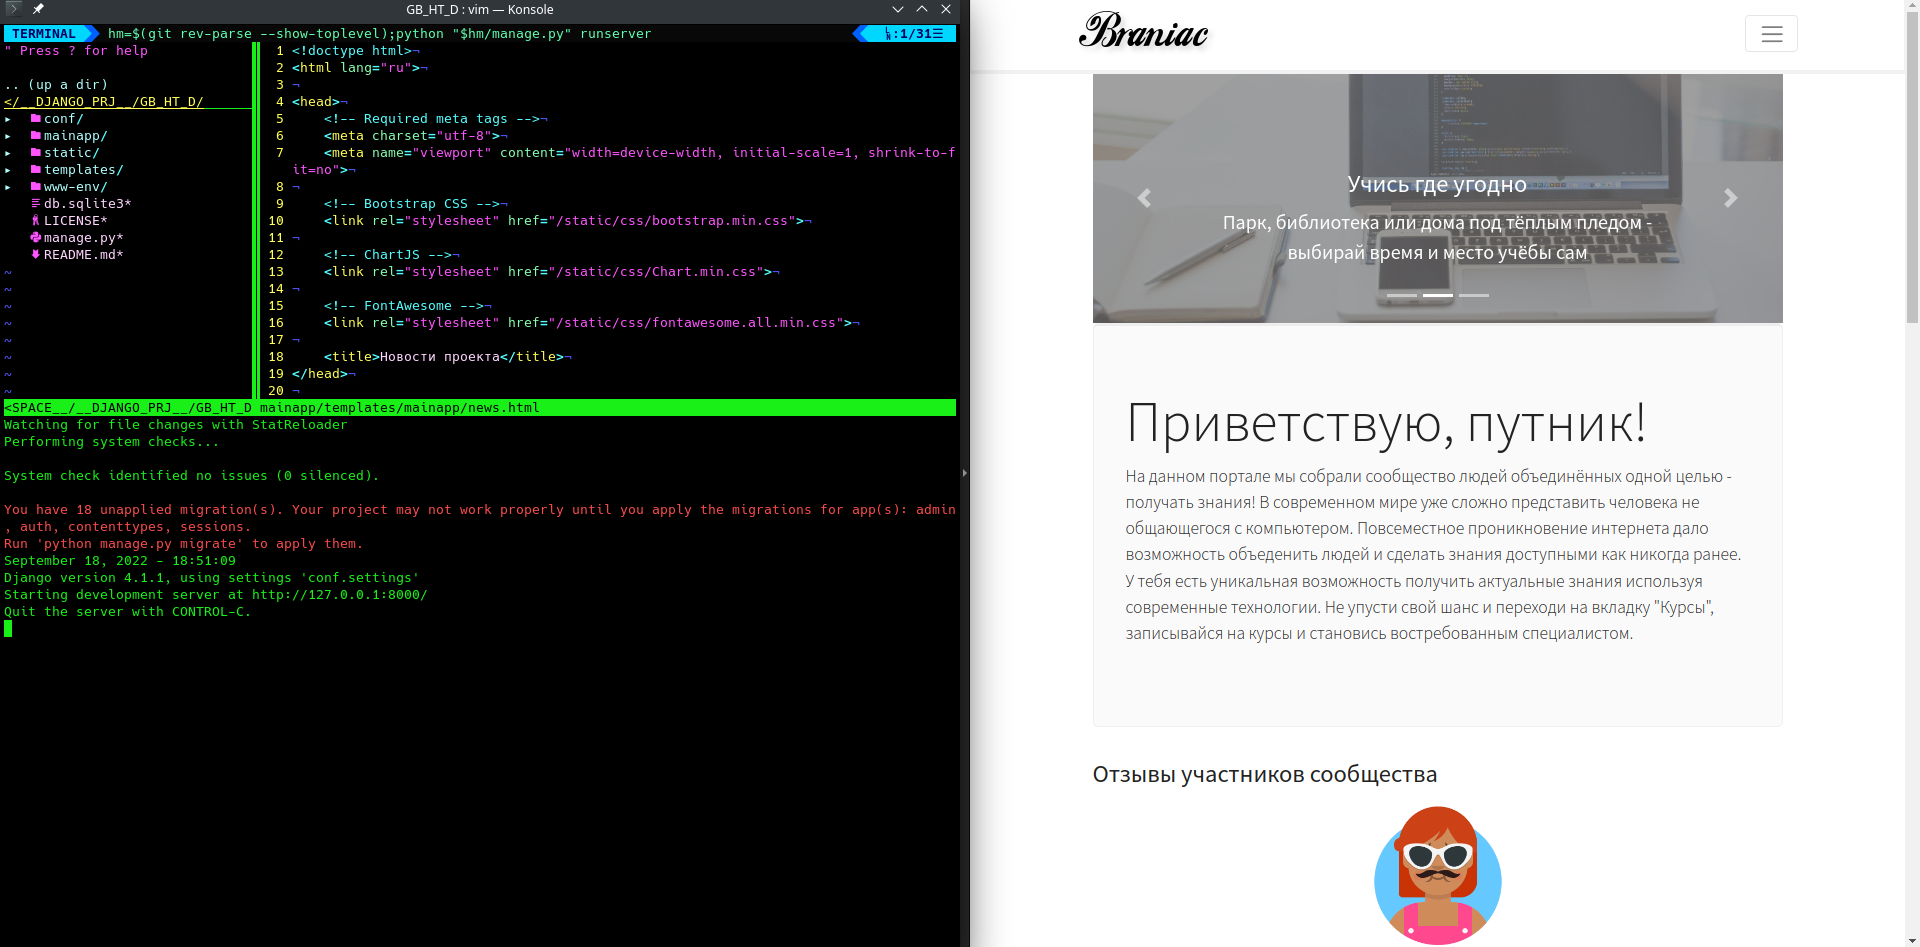 GB_HT_D : vim — Konsole
TERMINAL hm=$(git rev-parse --show-toplevel);python "$hm/manage.py" runserver :1/31☰
" Press ? for help
.. (up a dir)
</__DJANGO_PRJ__/GB_HT_D/
▸ conf/
▸ mainapp/
▸ static/
▸ templates/
▸ www-env/
db.sqlite3*
LICENSE*
manage.py*
README.md*
~
~
~
~
~
~
~
~
1 <!doctype html>¬
2 <html lang="ru">¬
3 ¬
4 <head>¬
5 <!-- Required meta tags -->¬
6 <meta charset="utf-8">¬
7 <meta name="viewport" content="width=device-width, initial-scale=1, shrink-to-f
it=no">¬
8 ¬
9 <!-- Bootstrap CSS -->¬
10 <link rel="stylesheet" href="/static/css/bootstrap.min.css">¬
11 ¬
12 <!-- ChartJS -->¬
13 <link rel="stylesheet" href="/static/css/Chart.min.css">¬
14 ¬
15 <!-- FontAwesome -->¬
16 <link rel="stylesheet" href="/static/css/fontawesome.all.min.css">¬
17 ¬
18 <title>Новости проекта</title>¬
19 </head>¬
20 ¬
<SPACE__/__DJANGO_PRJ__/GB_HT_D mainapp/templates/mainapp/news.html
Watching for file changes with StatReloader
Performing system checks...
System check identified no issues (0 silenced).
You have 18 unapplied migration(s). Your project may not work properly until you apply the migrations for app(s): admin
, auth, contenttypes, sessions.
Run 'python manage.py migrate' to apply them.
September 18, 2022 - 18:51:09
Django version 4.1.1, using settings 'conf.settings'
Starting development server at http://127.0.0.1:8000/
Quit the server with CONTROL-C.
Braniac
Учись где угодно
Парк, библиотека или дома под тёплым пледом -
выбирай время и место учёбы сам
Приветствую, путник!
На данном портале мы собрали сообщество людей объединённых одной целью -
получать знания! В современном мире уже сложно представить человека не
общающегося с компьютером. Повсеместное проникновение интернета дало
возможность объеденить людей и сделать знания доступными как никогда ранее.
У тебя есть уникальная возможность получить актуальные знания используя
современные технологии. Не упусти свой шанс и переходи на вкладку "Курсы",
записывайся на курсы и становись востребованным специалистом.
Отзывы участников сообщества